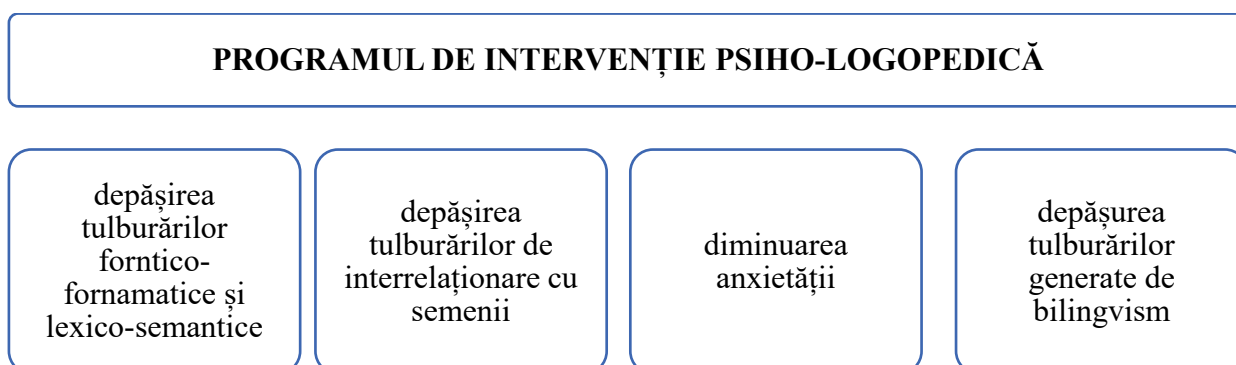 PROGRAMUL DE INTERVENȚIE PSIHO-LOGOPEDICĂ
depășirea
tulburărilor
forntico-
fornamatice și
lexico-semantice
depășirea
tulburărilor de
interrelaționare cu
semenii
diminuarea
anxietății
depășurea
tulburărilor
generate de
bilingvism